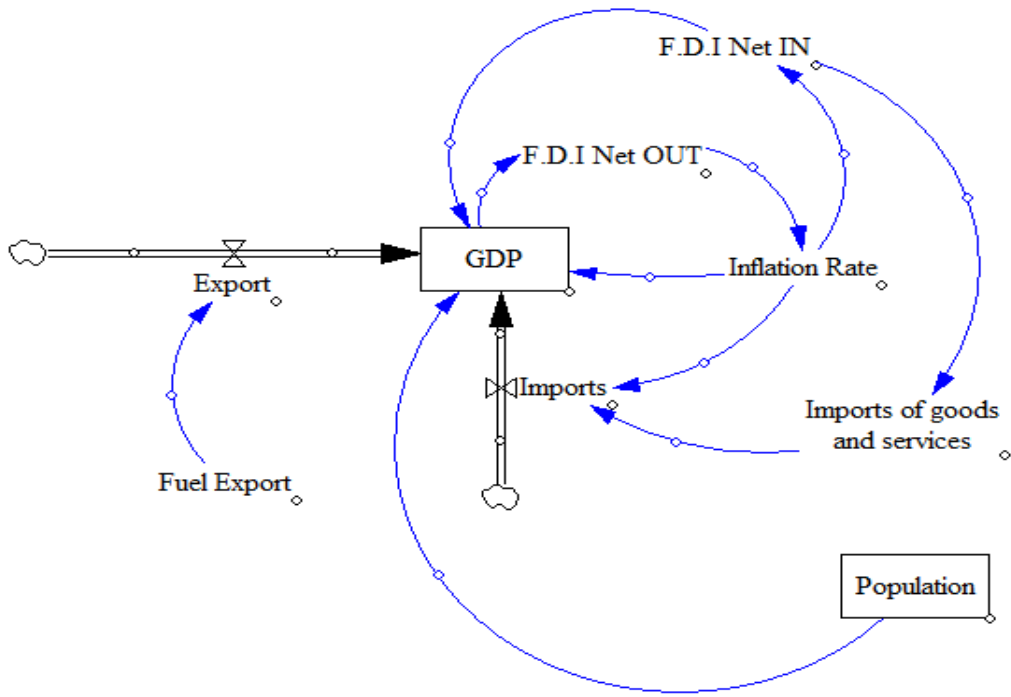 F.D.I Net IN
F.D.I Net OUT
GDP
Inflation Rate
Export
Imports
Imports of goods
and services
Fuel Export
Population